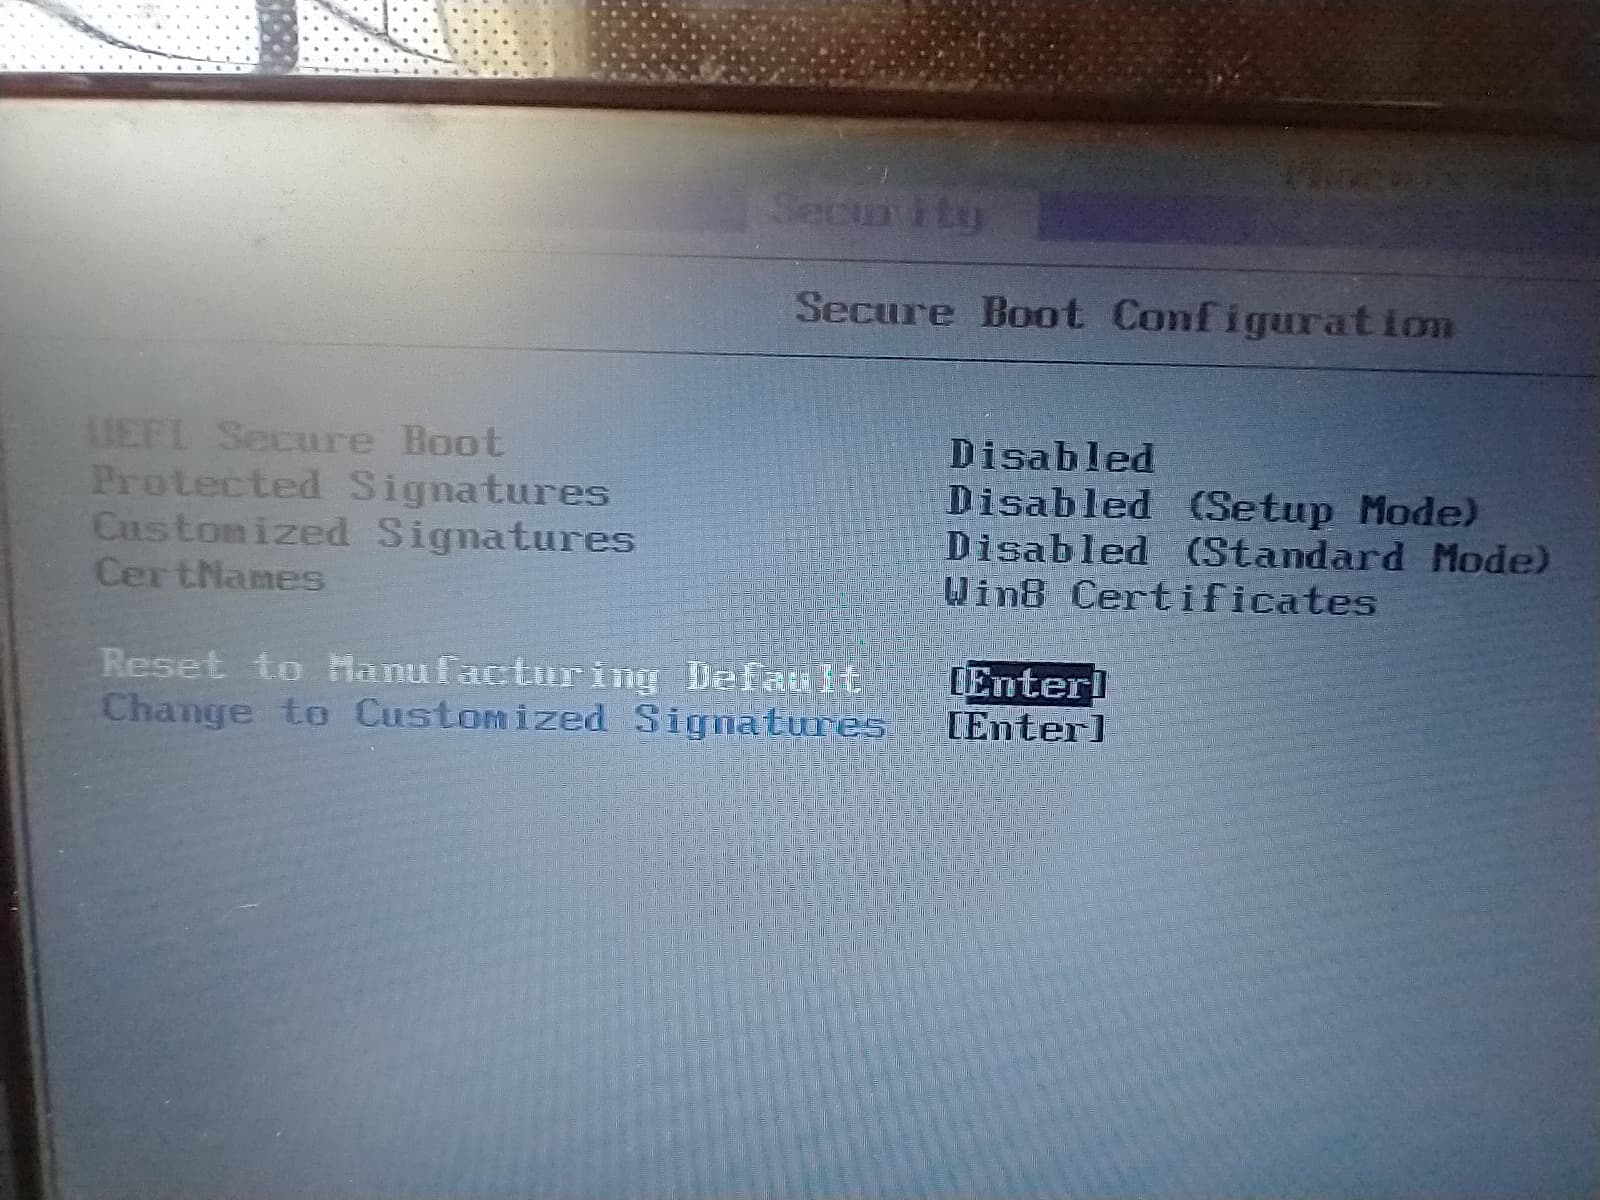 Security
Secure Boot Configuration
UEFI Secure Boot Disabled
Protected Signatures Disabled (Setup Mode)
Customized Signatures Disabled (Standard Mode)
CertNames Win8 Certificates
Reset to Manufacturing Default [Enter]
Change to Customized Signatures [Enter]